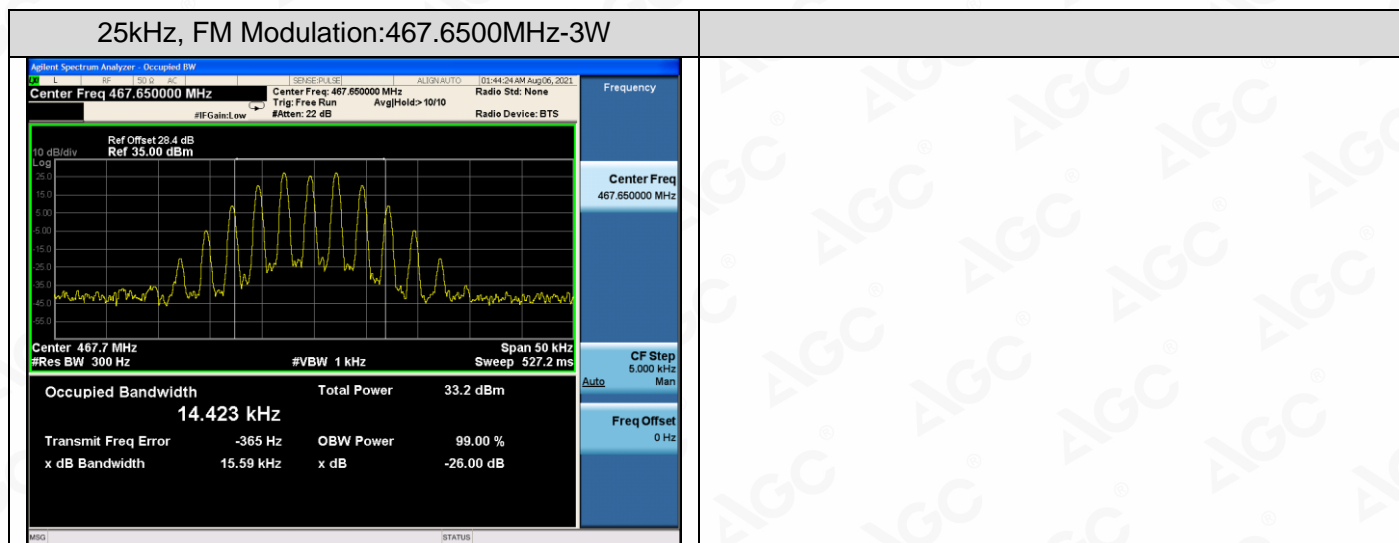 25kHz, FM Modulation:467.6500MHz-3W
Agilent Spectrum Analyzer - Occupied BW
L RF 50 Ω AC SENSE:PULSE ALIGNAUTO 01:44:24 AM Aug06, 2021
Center Freq 467.650000 MHz
Center Freq: 467.650000 MHz
Radio Std: None
Trig: Free Run Avg|Hold:> 10/10
#IFGain:Low #Atten: 22 dB
Radio Device: BTS
Frequency
Ref Offset 28.4 dB
10 dB/div Ref 35.00 dBm
Log
25.0
15.0
5.00
-5.00
-15.0
-25.0
-35.0
-45.0
-55.0
Center Freq
467.650000 MHz
Center 467.7 MHz Span 50 kHz
#Res BW 300 Hz #VBW 1 kHz Sweep 527.2 ms
CF Step
5.000 kHz
Auto Man
Occupied Bandwidth Total Power 33.2 dBm
14.423 kHz
Transmit Freq Error -365 Hz OBW Power 99.00 %
x dB Bandwidth 15.59 kHz x dB -26.00 dB
Freq Offset
0 Hz
MSG STATUS
AGC